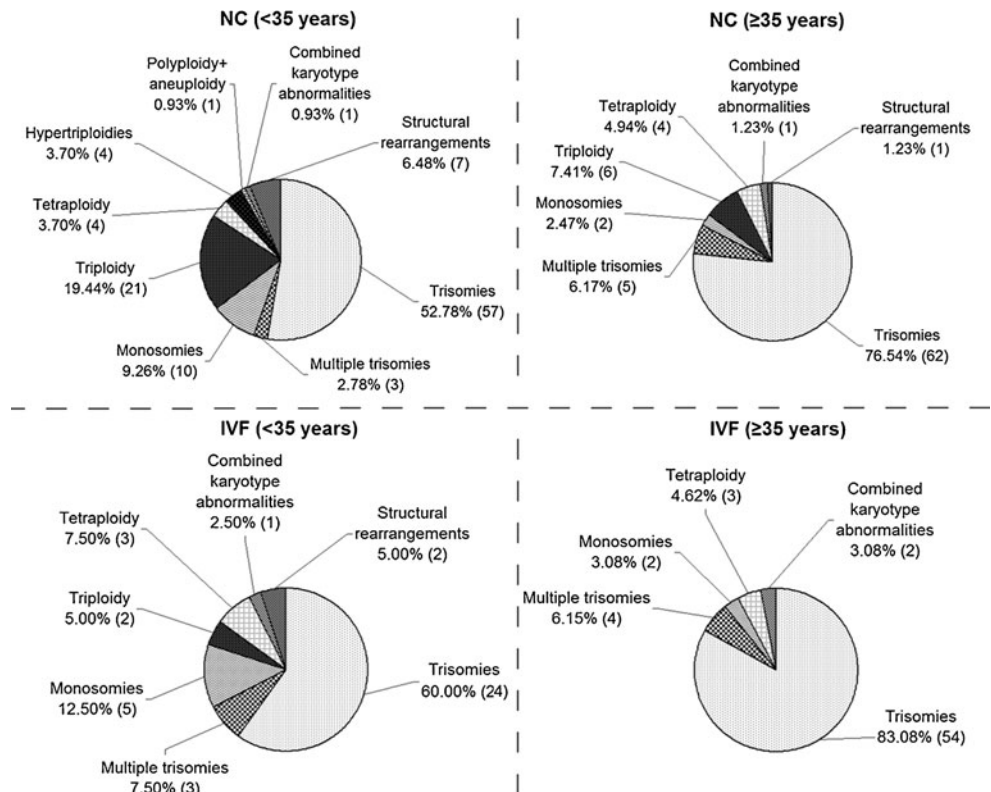 NC (<35 years)
Polyploidy+
aneuploidy
0.93% (1)
Combined
karyotype
abnormalities
0.93% (1)
Structural
rearrangements
6.48% (7)
Hypertriploidies
3.70% (4)
Tetraploidy
3.70% (4)
Triploidy
19.44% (21)
Monosomies
9.26% (10)
Multiple trisomies
2.78% (3)
Trisomies
52.78% (57)
NC (≥35 years)
Combined
karyotype
abnormalities
1.23% (1)
Tetraploidy
4.94% (4)
Structural
rearrangements
1.23% (1)
Triploidy
7.41% (6)
Monosomies
2.47% (2)
Multiple trisomies
6.17% (5)
Trisomies
76.54% (62)
IVF (<35 years)
Combined
karyotype
abnormalities
2.50% (1)
Tetraploidy
7.50% (3)
Structural
rearrangements
5.00% (2)
Triploidy
5.00% (2)
Monosomies
12.50% (5)
Multiple trisomies
7.50% (3)
Trisomies
60.00% (24)
IVF (≥35 years)
Tetraploidy
4.62% (3)
Combined
karyotype
abnormalities
3.08% (2)
Monosomies
3.08% (2)
Multiple trisomies
6.15% (4)
Trisomies
83.08% (54)